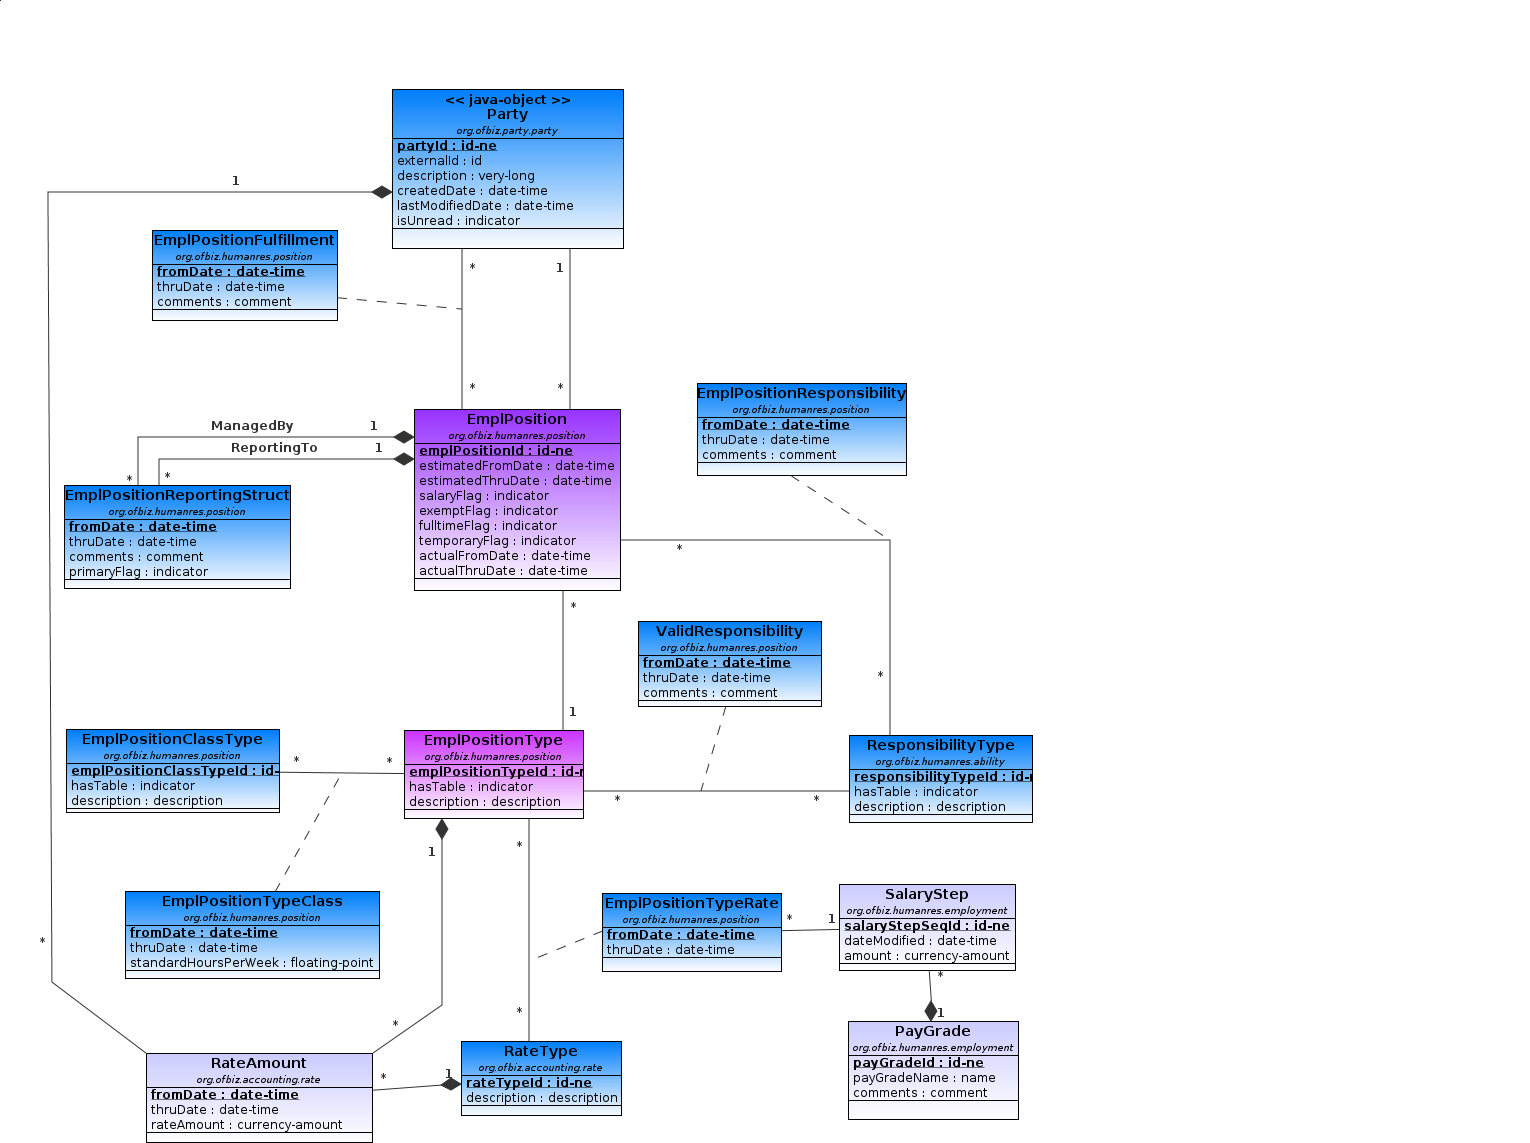 << java-object >>
Party
org.ofbiz.party.party
partyId : id-ne
externalId : id
description : very-long
createdDate : date-time
lastModifiedDate : date-time
isUnread : indicator
1
EmplPositionFulfillment
org.ofbiz.humanres.position
fromDate : date-time
thruDate : date-time
comments : comment
*
1
*
*
EmplPositionResponsibility
org.ofbiz.humanres.position
fromDate : date-time
thruDate : date-time
comments : comment
EmplPosition
org.ofbiz.humanres.position
emplPositionId : id-ne
estimatedFromDate : date-time
estimatedThruDate : date-time
salaryFlag : indicator
exemptFlag : indicator
fulltimeFlag : indicator
temporaryFlag : indicator
actualFromDate : date-time
actualThruDate : date-time
ManagedBy
1
ReportingTo
1
*
*
EmplPositionReportingStruct
org.ofbiz.humanres.position
fromDate : date-time
thruDate : date-time
comments : comment
primaryFlag : indicator
*
*
*
1
ValidResponsibility
org.ofbiz.humanres.position
fromDate : date-time
thruDate : date-time
comments : comment
EmplPositionClassType
org.ofbiz.humanres.position
emplPositionClassTypeId : id-
hasTable : indicator
description : description
*
*
EmplPositionType
org.ofbiz.humanres.position
emplPositionTypeId : id-n
hasTable : indicator
description : description
*
*
ResponsibilityType
org.ofbiz.humanres.ability
responsibilityTypeId : id-n
hasTable : indicator
description : description
1
*
EmplPositionTypeClass
org.ofbiz.humanres.position
fromDate : date-time
thruDate : date-time
standardHoursPerWeek : floating-point
EmplPositionTypeRate
org.ofbiz.humanres.position
fromDate : date-time
thruDate : date-time
*
1
SalaryStep
org.ofbiz.humanres.employment
salaryStepSeqId : id-ne
dateModified : date-time
amount : currency-amount
*
*
1
*
*
PayGrade
org.ofbiz.humanres.employment
payGradeId : id-ne
payGradeName : name
comments : comment
RateAmount
org.ofbiz.accounting.rate
fromDate : date-time
thruDate : date-time
rateAmount : currency-amount
*
1
RateType
org.ofbiz.accounting.rate
rateTypeId : id-ne
description : description